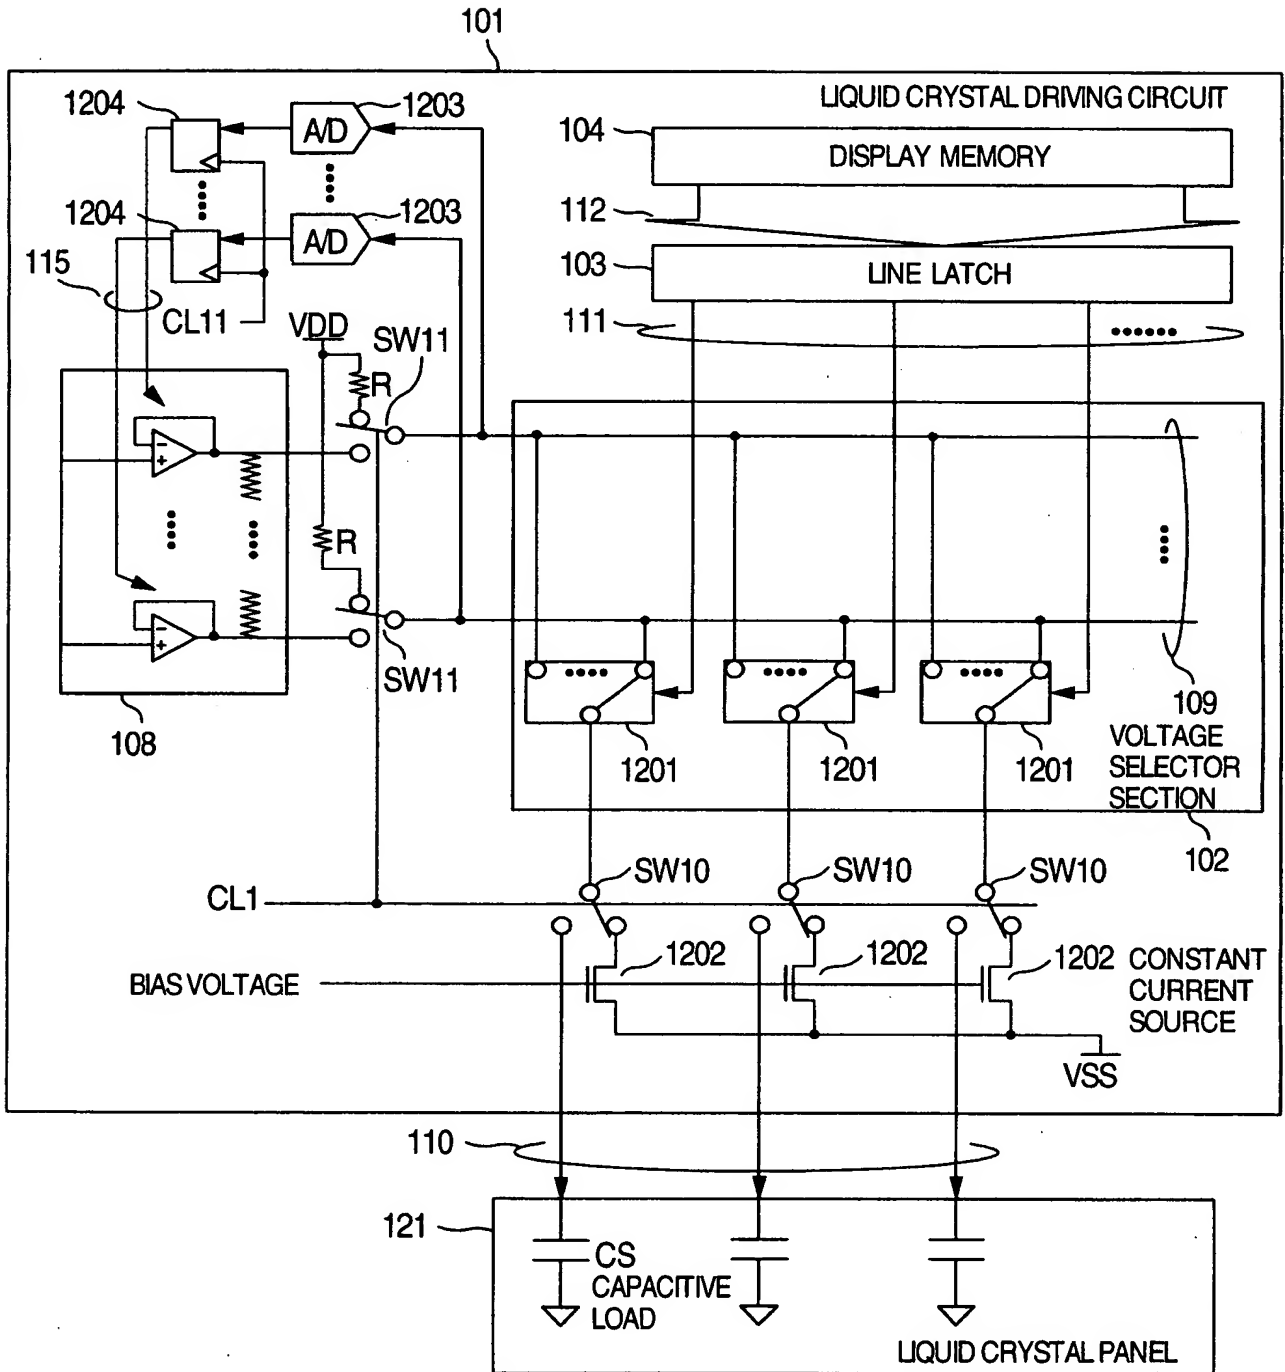 101
LIQUID CRYSTAL DRIVING CIRCUIT
1204
1203
A/D
104
DISPLAY MEMORY
112
1204
1203
A/D
103
LINE LATCH
115
CL11
111
VDD
SW11
R
R
SW11
108
109
1201
1201
1201
VOLTAGE
SELECTOR
SECTION
102
SW10
SW10
SW10
CL1
1202
1202
1202
CONSTANT
CURRENT
SOURCE
BIAS VOLTAGE
VSS
110
121
CS
CAPACITIVE
LOAD
LIQUID CRYSTAL PANEL